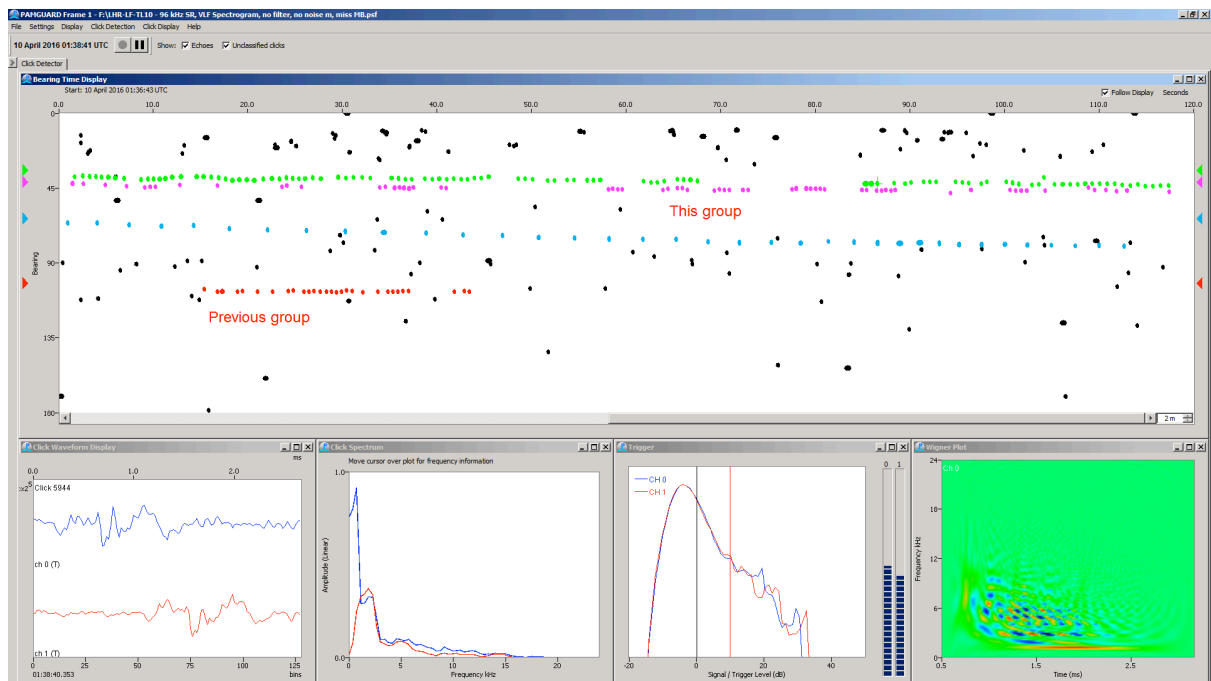 PAMGUARD Frame 1 - F:\LHR-LF-TL10 - 96 kHz SR, VLF Spectrogram, no filter, no noise m, miss MB.psf
File Settings Display Click Detection Click Display Help
10 April 2016 01:38:41 UTC Show: Echoes Unclassified clicks
Click Detector
Bearing Time Display
Start: 10 April 2016 01:36:43 UTC Follow Display Seconds
0.0 10.0 20.0 30.0 40.0 50.0 60.0 70.0 80.0 90.0 100.0 110.0 120.0
0
45
This group
Bearing
90
Previous group
135
180
2 m
Click Waveform Display
ms
0.0 1.0 2.0
x2^5
Click 5944
ch 0 (T)
ch 1 (T)
0 25 50 75 100 125
01:38:40.353 bins
Click Spectrum
Move cursor over plot for frequency information
1.0
Amplitude (Linear)
0.0
0 5 10 15 20
Frequency kHz
Trigger
0 1
CH 0
CH 1
-20 0 20 40
Signal / Trigger Level (dB)
Wigner Plot
24
Ch 0
Frequency kHz
12
6
0
0.5 1.5 2.5
Time (ms)